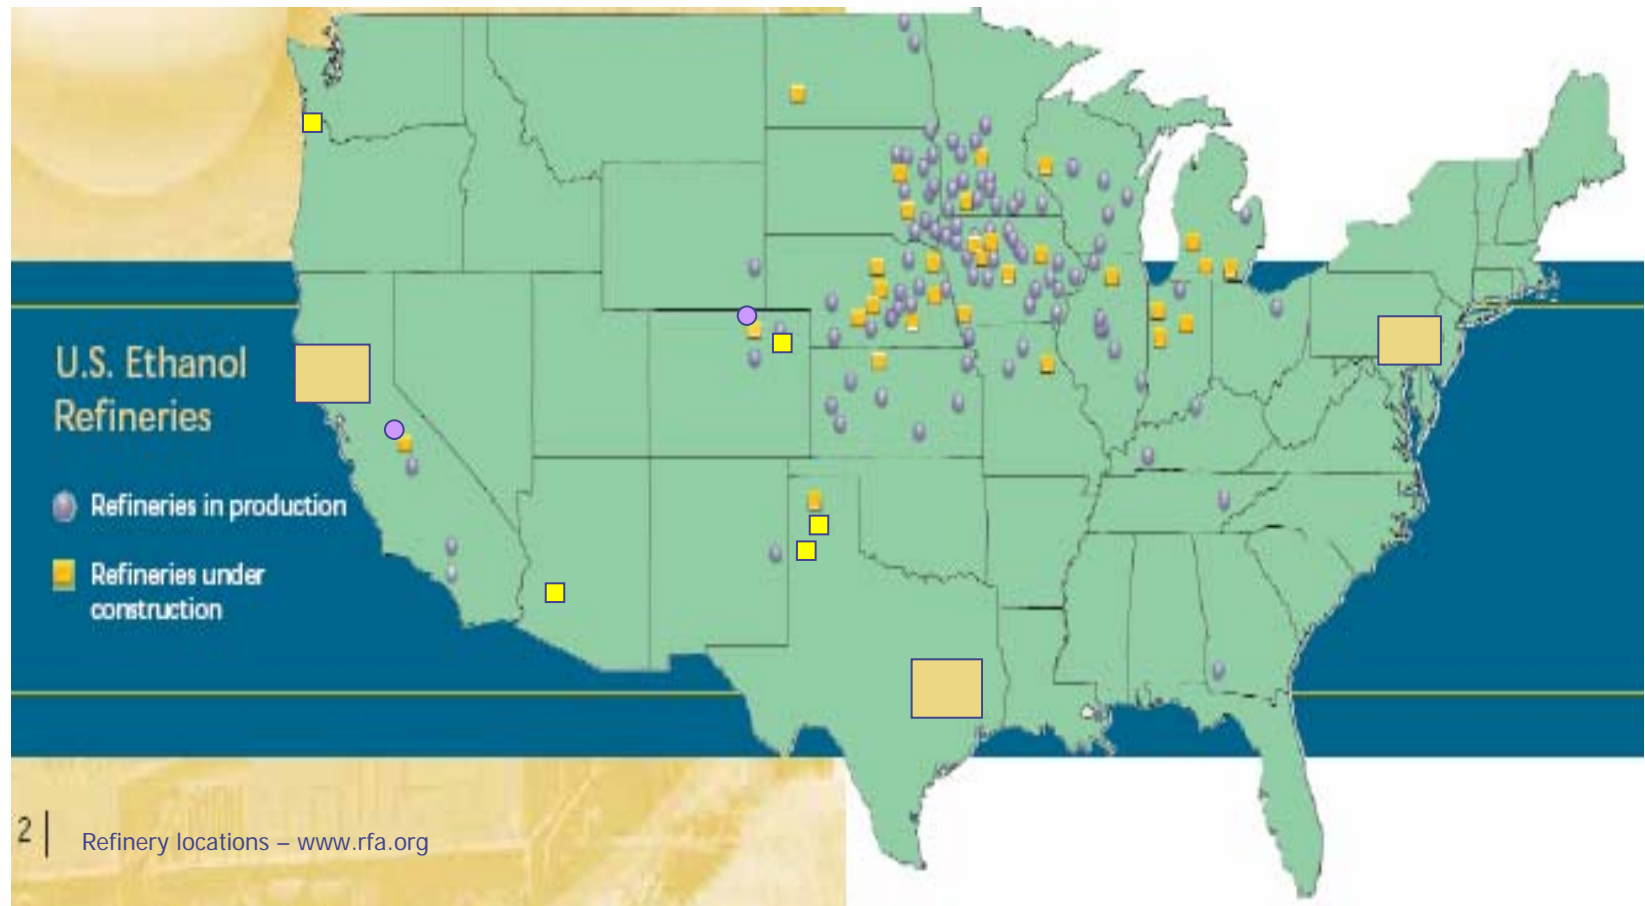 U.S. Ethanol
Refineries
Refineries in production
Refineries under
construction
2
Refinery locations – www.rfa.org